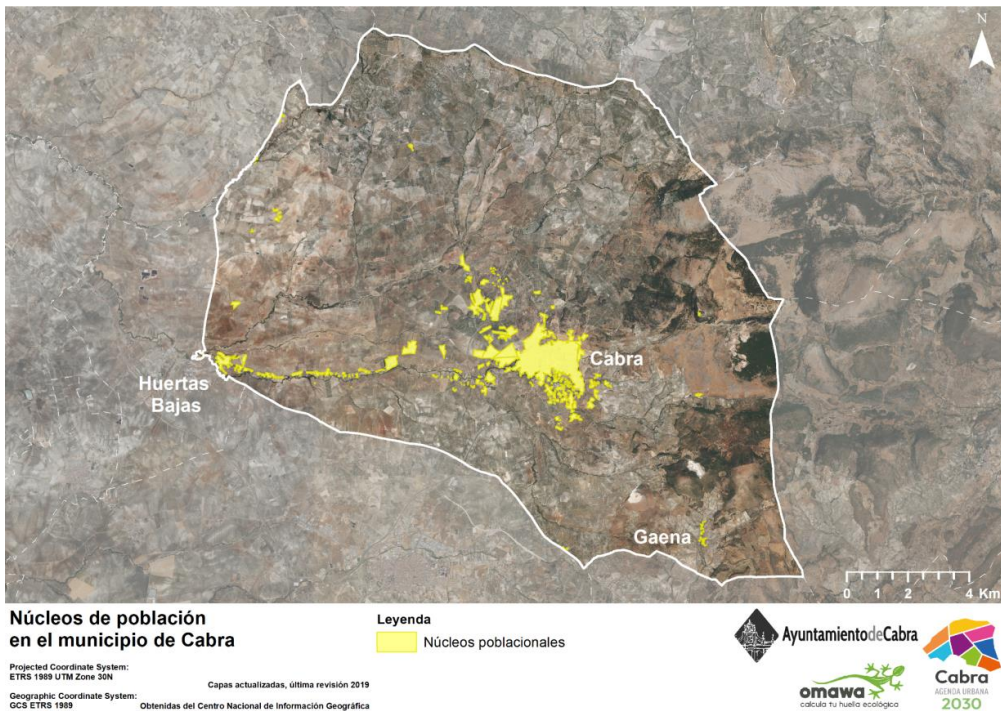 N
Cabra
Huertas
Bajas
Gaena
0 1 2 4 Km
Núcleos de población
en el municipio de Cabra
Projected Coordinate System:
ETRS 1989 UTM Zone 30N
Geographic Coordinate System:
GCS ETRS 1989
Capas actualizadas, última revisión 2019
Obtenidas del Centro Nacional de Información Geográfica
Leyenda
Núcleos poblacionales
AyuntamientodeCabra
omawa
calcula tu huella ecológica
Cabra
AGENDA URBANA
2030